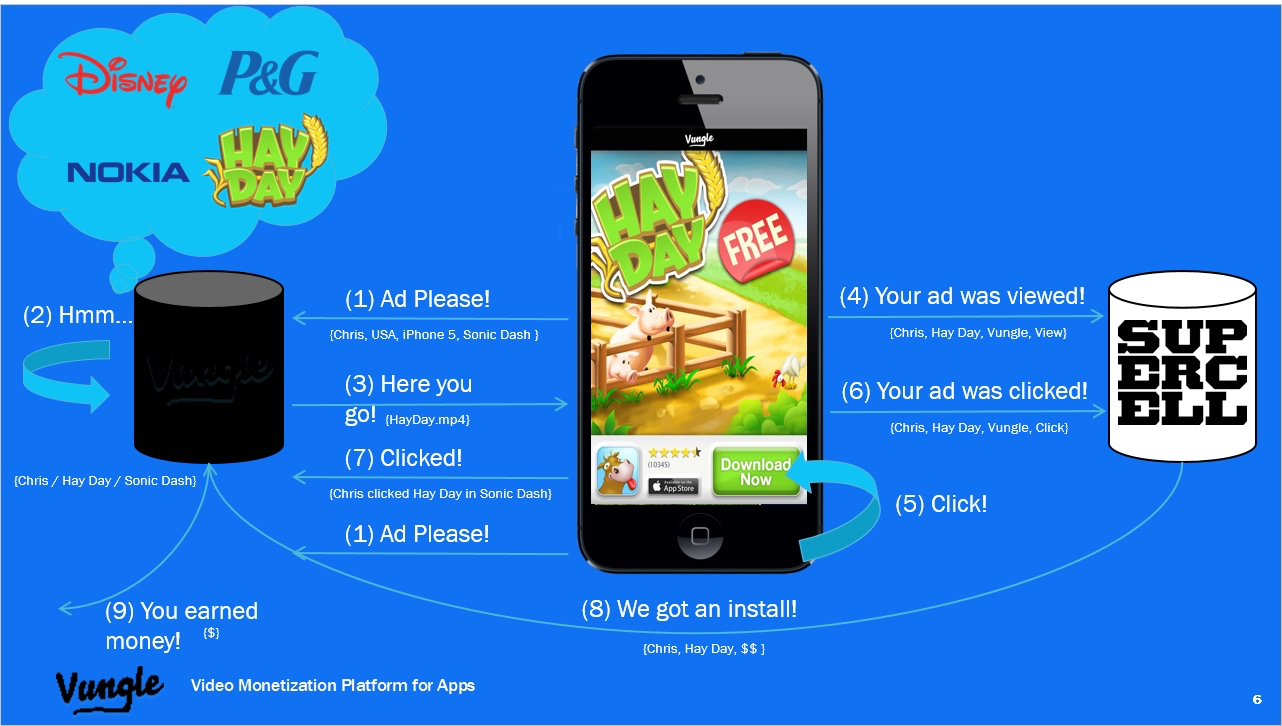 DISNEY
P&G
NOKIA
HAY
DAY
(2) Hmm...
Vungle
{Chris / Hay Day / Sonic Dash}
(1) Ad Please!
{Chris, USA, iPhone 5, Sonic Dash }
(3) Here you
go! {HayDay.mp4}
(7) Clicked!
{Chris clicked Hay Day in Sonic Dash}
(1) Ad Please!
Vungle
HAY
DAY
FREE
(10345)
Available on the
App Store
Download
Now
(4) Your ad was viewed!
{Chris, Hay Day, Vungle, View}
(6) Your ad was clicked!
{Chris, Hay Day, Vungle, Click}
SUP
ERC
ELL
(5) Click!
(8) We got an install!
{Chris, Hay Day, $$ }
(9) You earned
money! {$}
Vungle
Video Monetization Platform for Apps
6